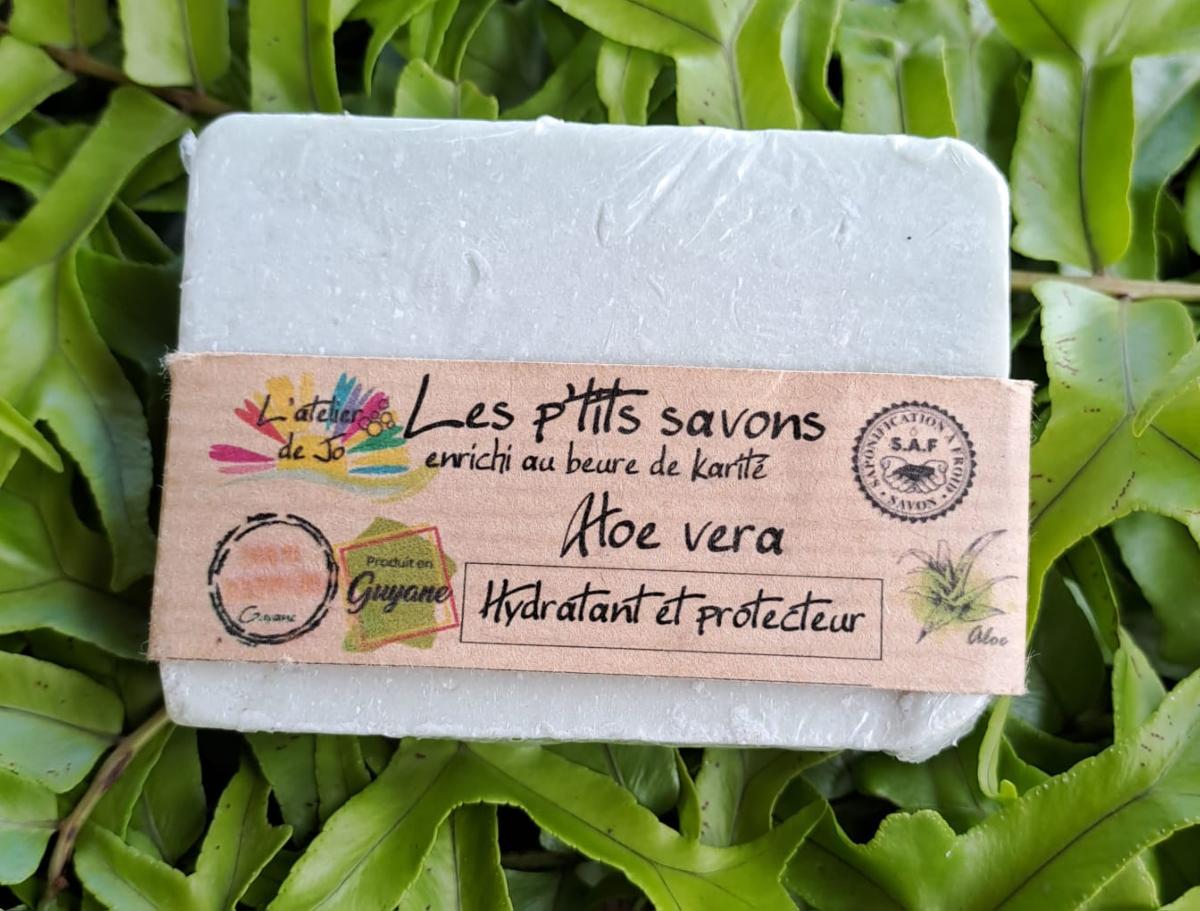 L'atelier
de Jo
Les p'tits savons
enrichi au beure de karité
Aloe vera
Hydratant et protecteur
SAPONIFICATION À FROID
S.A.F
SAVON
Produit en
Guyane
Guyane
Aloe